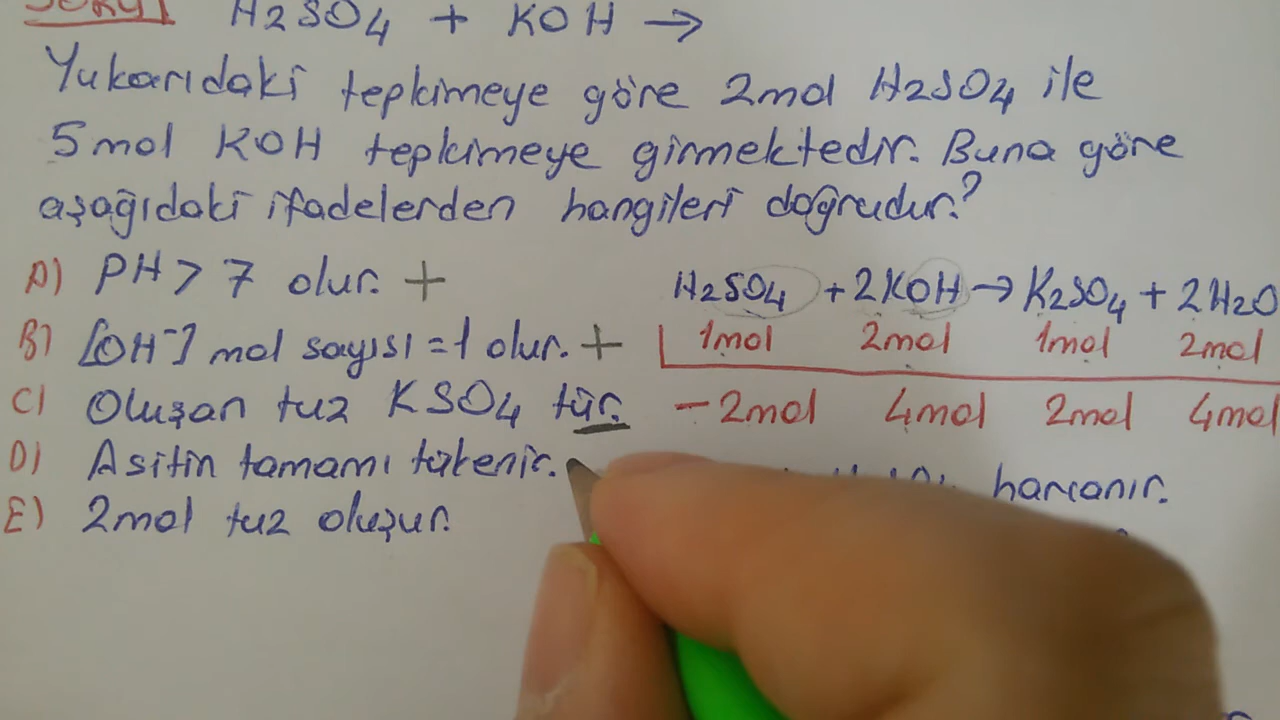 SORU
H2SO4 + KOH →
Yukarıdaki tepkimeye göre 2mol H2SO4 ile
5mol KOH tepkimeye girmektedir. Buna göre
aşağıdaki ifadelerden hangileri doğrudur?
A) PH > 7 olur. +
B) [OH-] mol sayısı = 1 olur. +
C) Oluşan tuz KSO4 tür.
D) Asitin tamamı tükenir.
E) 2mol tuz oluşur.
H2SO4 + 2KOH → K2SO4 + 2H2O
1mol 2mol 1mol 2mol
- 2mol 4mol 2mol 4mol
harcanır.